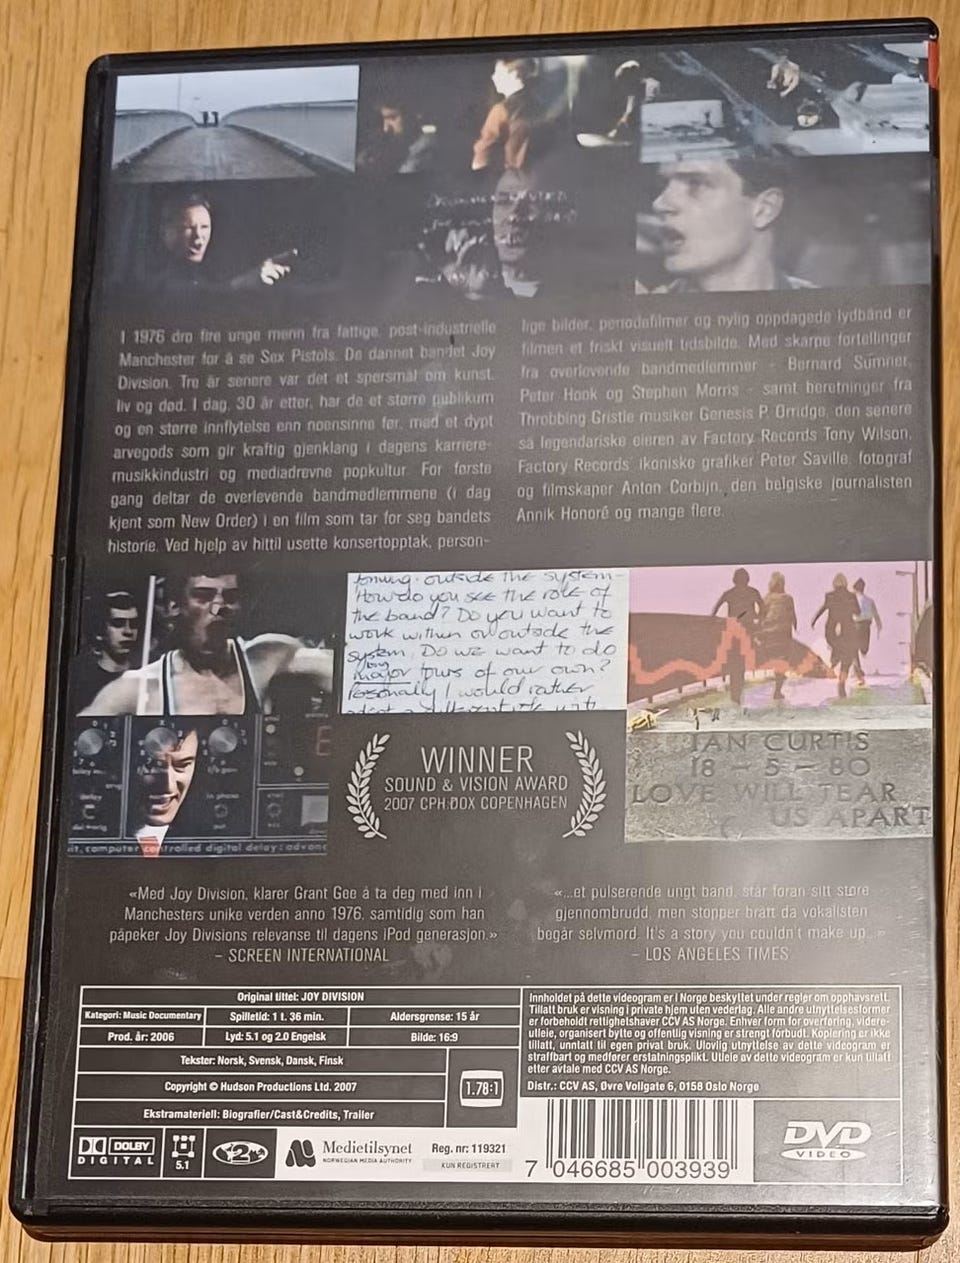 I 1976 dro fire unge menn fra fattige, post-industrielle
Manchester for å se Sex Pistols. De dannet bandet Joy
Division. Tre år senere var det et spørsmål om kunst,
liv og død. I dag, 30 år etter, har de et større publikum
og en større innflytelse enn noensinne før, med et dypt
arvegods som gir kraftig gjenklang i dagens karriere-
musikkindustri og mediadrevne popkultur. For første
gang deltar de overlevende bandmedlemmene (i dag
kjent som New Order) i en film som tar for seg bandets
historie. Ved hjelp av hittil usette konsertopptak, person-
lige bilder, periodefilmer og nylig oppdagede lydbånd er
filmen et friskt visuelt tidsbilde. Med skarpe fortellinger
fra overlevende bandmedlemmer - Bernard Sumner,
Peter Hook og Stephen Morris - samt beretninger fra
Throbbing Gristle musiker Genesis P. Orridge, den senere
så legendariske eieren av Factory Records Tony Wilson,
Factory Records ikoniske grafiker Peter Saville, fotograf
og filmskaper Anton Corbijn, den belgiske journalisten
Annik Honoré og mange flere.
outside the system-
How do you see the role of
the band? Do you want to
work within or outside the
system. Do we want to do
big
major tours of our own?
Personally I would rather
WINNER
SOUND & VISION AWARD
2007 CPH:DOX COPENHAGEN
IAN CURTIS
18 - 5 - 80
LOVE WILL TEAR
US APART
computer controlled digital delay: advanc
«Med Joy Division, klarer Grant Gee å ta deg med inn i
Manchesters unike verden anno 1976, samtidig som han
påpeker Joy Divisions relevanse til dagens iPod generasjon.»
– SCREEN INTERNATIONAL
«...et pulserende ungt band, står foran sitt store
gjennombrudd, men stopper brått da vokalisten
begår selvmord. It's a story you couldn't make up...»
– LOS ANGELES TIMES
Original tittel: JOY DIVISION
Kategori: Music Documentary
Spilletid: 1 t. 36 min.
Aldersgrense: 15 år
Prod. år: 2006
Lyd: 5.1 og 2.0 Engelsk
Bilde: 16:9
Tekster: Norsk, Svensk, Dansk, Finsk
Copyright © Hudson Productions Ltd. 2007
1.78:1
Ekstramateriell: Biografier/Cast&Credits, Trailer
Innholdet på dette videogram er i Norge beskyttet under regler om opphavsrett.
Tillatt bruk er visning i private hjem uten vederlag. Alle andre utnyttelsesformer
er forbeholdt rettighetshaver CCV AS Norge. Enhver form for overføring, videre-
utleie, organisert bytte og offentlig visning er strengt forbudt. Kopiering er ikke
tillatt, unntatt til egen privat bruk. Ulovlig utnyttelse av dette videogram er
straffbart og medfører erstatningsplikt. Utleie av dette videogram er kun tillatt
etter avtale med CCV AS Norge.
Distr.: CCV AS, Øvre Vollgate 6, 0158 Oslo Norge
DOLBY
DIGITAL
5.1
2
Medietilsynet
NORWEGIAN MEDIA AUTHORITY
Reg. nr: 119321
KUN REGISTRERT
7 046685 003939
DVD
VIDEO